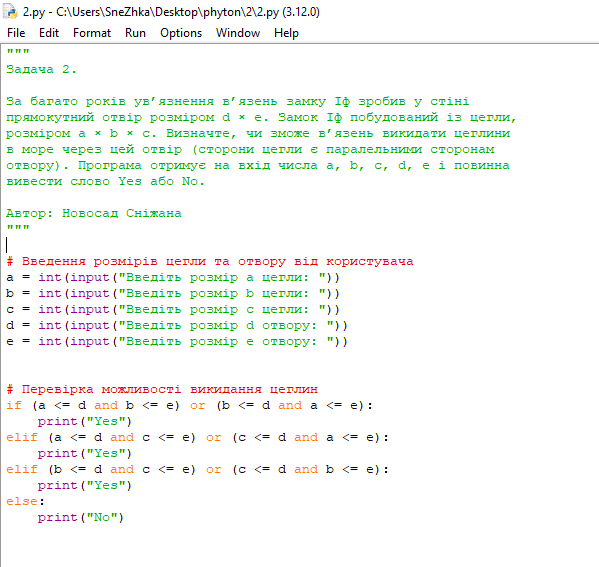 2.py - C:\Users\SneZhka\Desktop\phyton\2\2.py (3.12.0)
File Edit Format Run Options Window Help
"""
Задача 2.
За багато років ув’язнення в’язень замку Іф зробив у стіні
прямокутний отвір розміром d × e. Замок Іф побудований із цегли,
розміром a × b × c. Визначте, чи зможе в’язень викидати цеглини
в море через цей отвір (сторони цегли є паралельними сторонам
отвору). Програма отримує на вхід числа a, b, c, d, e і повинна
вивести слово Yes або No.
Автор: Новосад Сніжана
"""
# Введення розмірів цегли та отвору від користувача
a = int(input("Введіть розмір a цегли: "))
b = int(input("Введіть розмір b цегли: "))
c = int(input("Введіть розмір c цегли: "))
d = int(input("Введіть розмір d отвору: "))
e = int(input("Введіть розмір e отвору: "))
# Перевірка можливості викидання цеглин
if (a <= d and b <= e) or (b <= d and a <= e):
    print("Yes")
elif (a <= d and c <= e) or (c <= d and a <= e):
    print("Yes")
elif (b <= d and c <= e) or (c <= d and b <= e):
    print("Yes")
else:
    print("No")